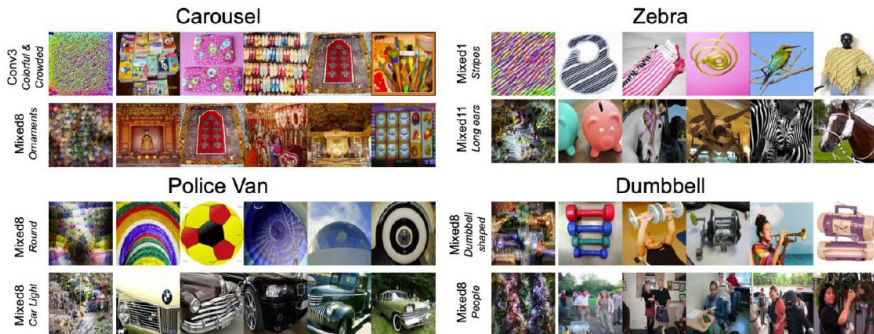 Carousel
Conv3
Colorful &
Crowded
Mixed8
Ornaments
Zebra
Mixed1
Stripes
Mixed11
Long ears
Police Van
Mixed8
Round
Mixed8
Car Light
Dumbbell
Mixed8
Dumbbell
shaped
Mixed8
People